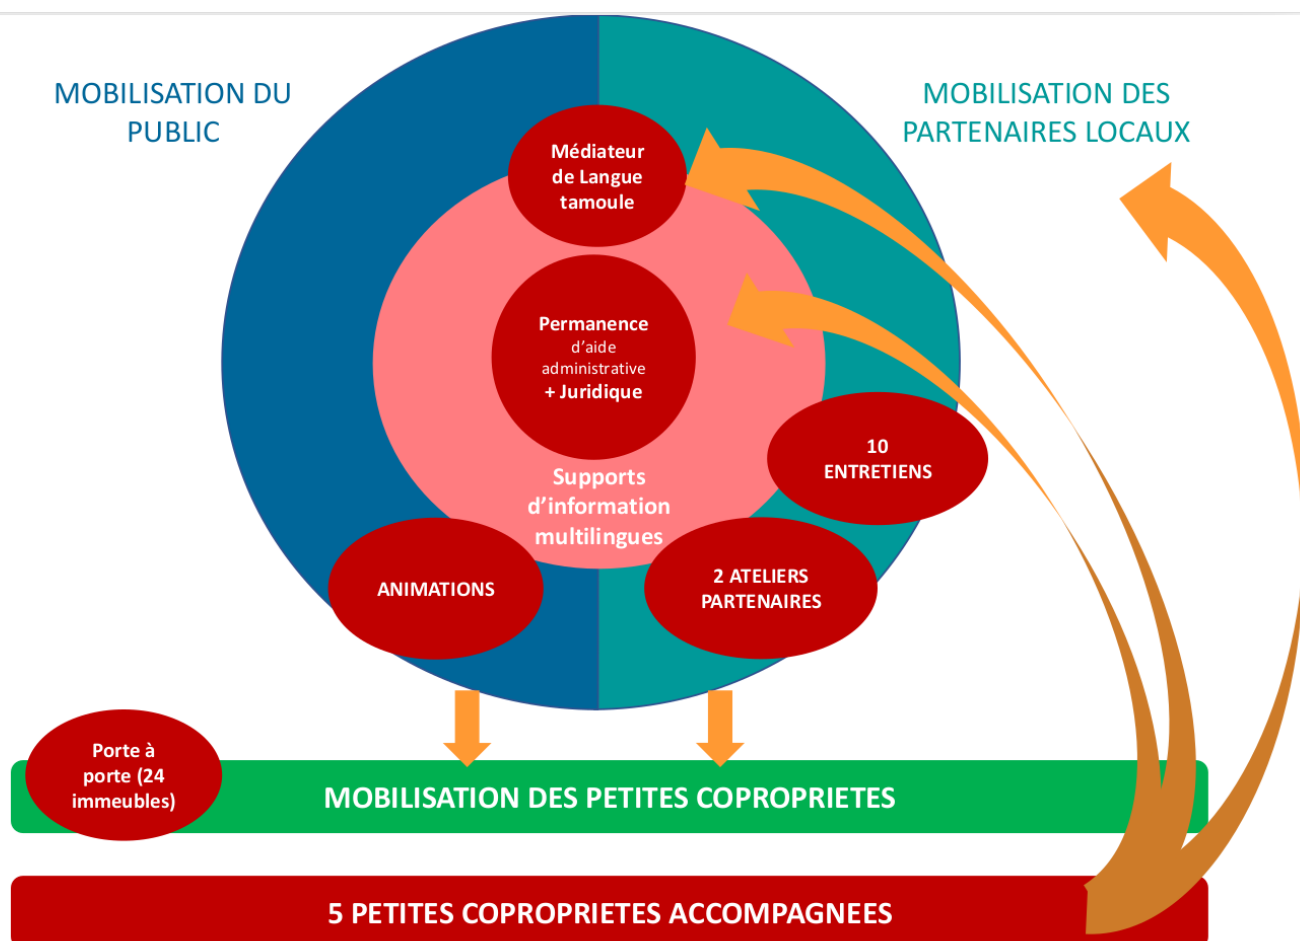 MOBILISATION DU
PUBLIC
MOBILISATION DES
PARTENAIRES LOCAUX
Médiateur
de Langue
tamoule
Permanence
d’aide
administrative
+ Juridique
10
ENTRETIENS
Supports
d’information
multilingues
ANIMATIONS
2 ATELIERS
PARTENAIRES
Porte à
porte (24
immeubles)
MOBILISATION DES PETITES COPROPRIETES
5 PETITES COPROPRIETES ACCOMPAGNEES